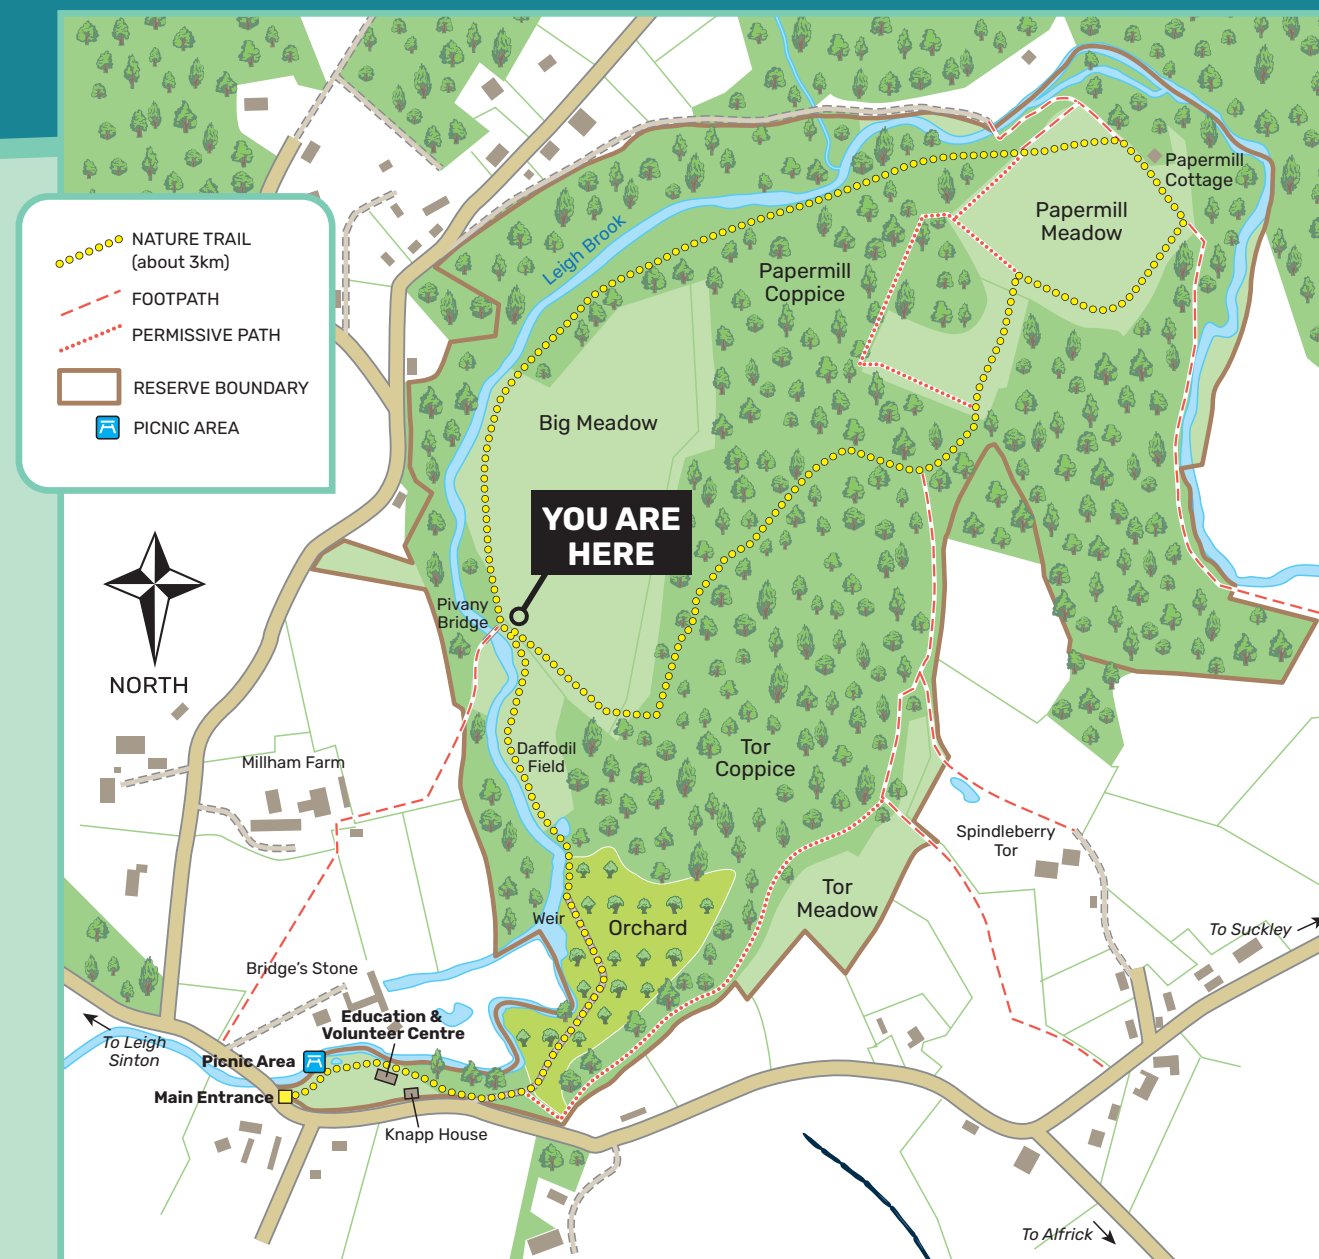 NATURE TRAIL
(about 3km)
FOOTPATH
PERMISSIVE PATH
RESERVE BOUNDARY
PICNIC AREA
NORTH
Leigh Brook
Papermill
Cottage
Papermill
Meadow
Papermill
Coppice
Big Meadow
YOU ARE
HERE
Pivany
Bridge
Daffodil
Field
Tor
Coppice
Millham Farm
Spindleberry
Tor
Tor
Meadow
Weir
Orchard
To Suckley
Bridge's Stone
Education &
Volunteer Centre
To Leigh
Sinton
Picnic Area
Main Entrance
Knapp House
To Alfrick